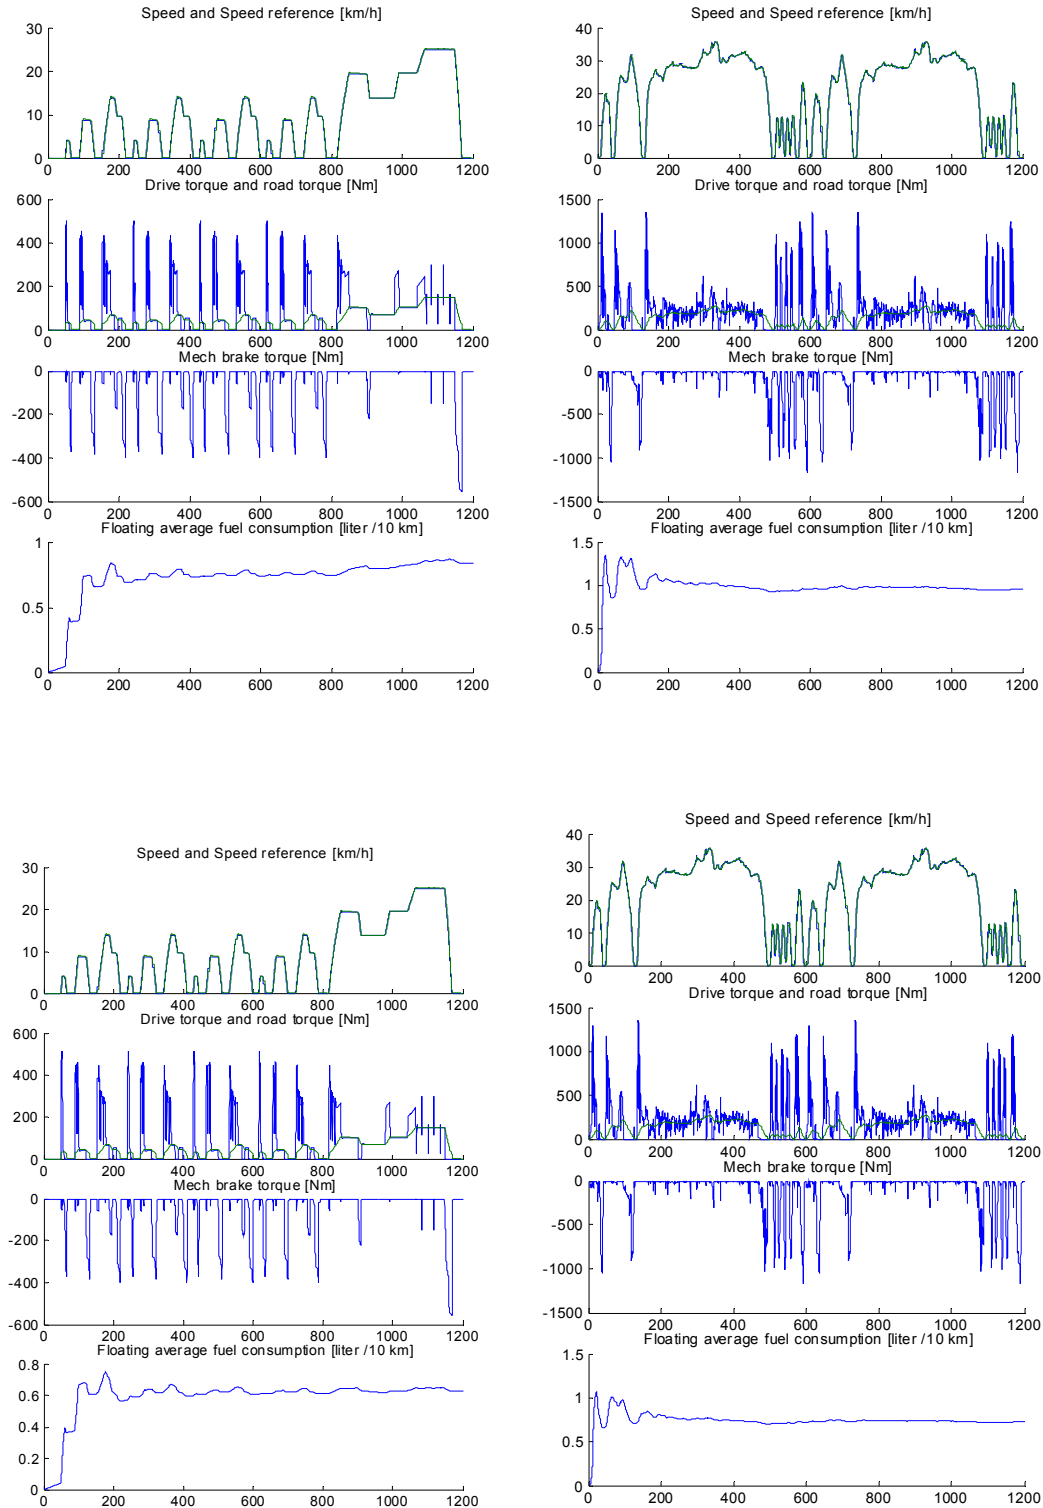 Speed and Speed reference [km/h]
30
20
10
0
0 200 400 600 800 1000 1200
Drive torque and road torque [Nm]
600
400
200
0
0 200 400 600 800 1000 1200
Mech brake torque [Nm]
0
-200
-400
-600
0 200 400 600 800 1000 1200
Floating average fuel consumption [liter /10 km]
1
0.5
0
0 200 400 600 800 1000 1200
Speed and Speed reference [km/h]
40
30
20
10
0
0 200 400 600 800 1000 1200
Drive torque and road torque [Nm]
1500
1000
500
0
0 200 400 600 800 1000 1200
Mech brake torque [Nm]
0
-500
-1000
-1500
0 200 400 600 800 1000 1200
Floating average fuel consumption [liter /10 km]
1.5
1
0.5
0
0 200 400 600 800 1000 1200
Speed and Speed reference [km/h]
30
20
10
0
0 200 400 600 800 1000 1200
Drive torque and road torque [Nm]
600
400
200
0
0 200 400 600 800 1000 1200
Mech brake torque [Nm]
0
-200
-400
-600
0 200 400 600 800 1000 1200
Floating average fuel consumption [liter /10 km]
0.8
0.6
0.4
0.2
0
0 200 400 600 800 1000 1200
Speed and Speed reference [km/h]
40
30
20
10
0
0 200 400 600 800 1000 1200
Drive torque and road torque [Nm]
1500
1000
500
0
0 200 400 600 800 1000 1200
Mech brake torque [Nm]
0
-500
-1000
-1500
0 200 400 600 800 1000 1200
Floating average fuel consumption [liter /10 km]
1.5
1
0.5
0
0 200 400 600 800 1000 1200